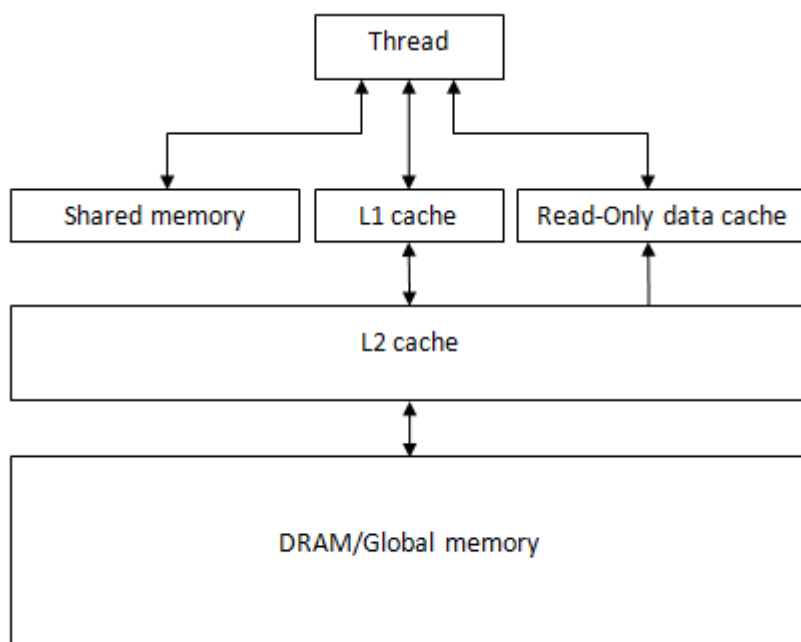 Thread
Shared memory
L1 cache
Read-Only data cache
L2 cache
DRAM/Global memory